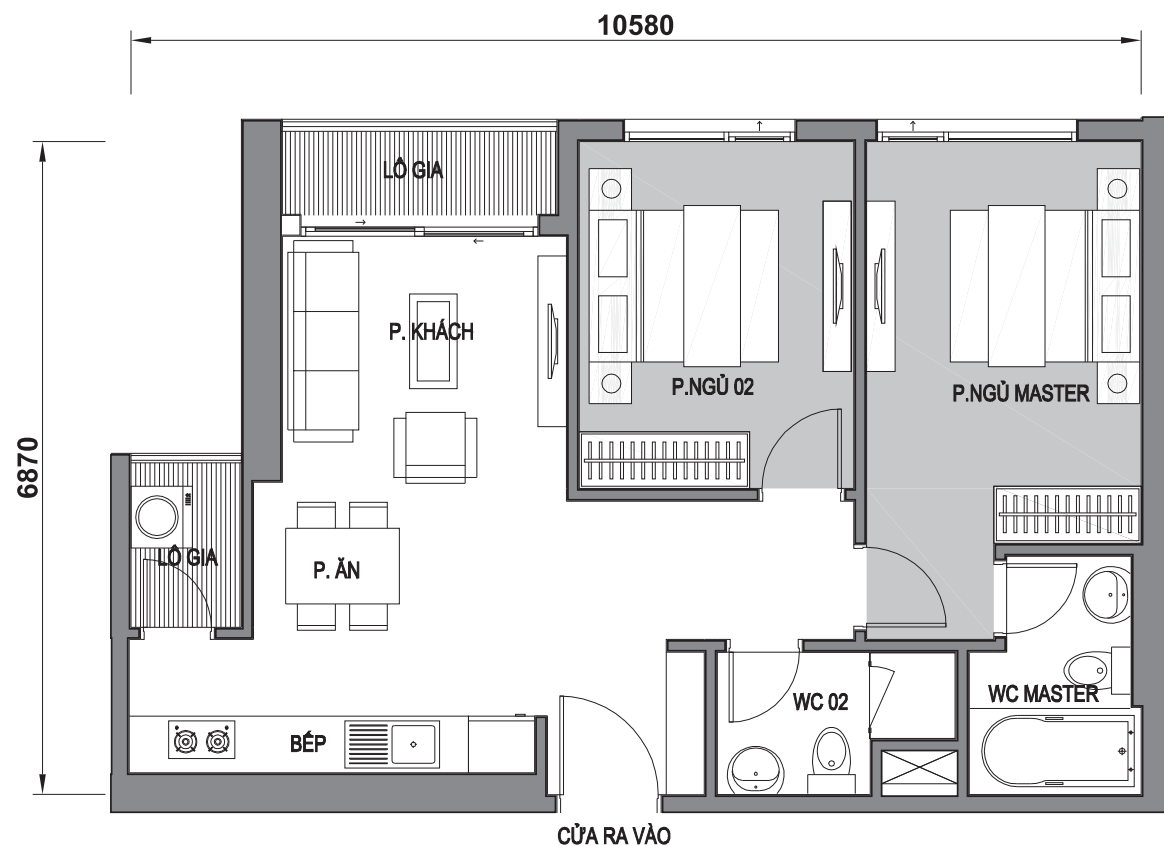 10580
LÔ GIA
P. KHÁCH
P.NGỦ 02
P.NGỦ MASTER
6870
LÔ GIA
P. ĂN
WC 02
WC MASTER
BẾP
CỬA RA VÀO